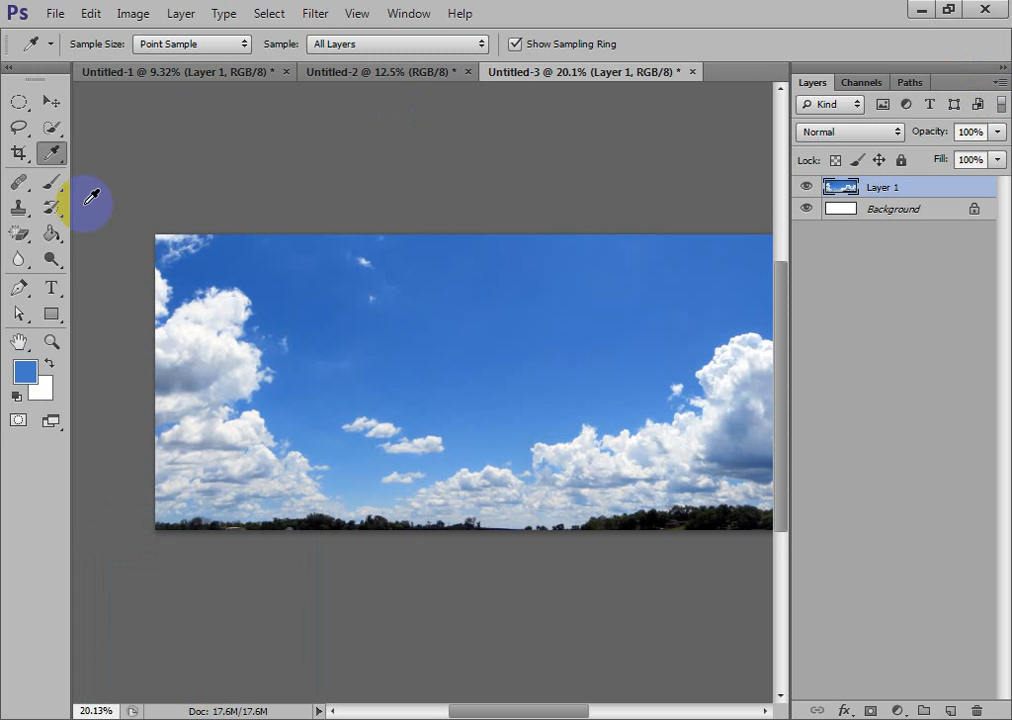 Ps File Edit Image Layer Type Select Filter View Window Help
Sample Size: Point Sample Sample: All Layers Show Sampling Ring
Untitled-1 @ 9.32% (Layer 1, RGB/8) * × Untitled-2 @ 12.5% (RGB/8) * × Untitled-3 @ 20.1% (Layer 1, RGB/8) * ×
Layers Channels Paths
Kind
Normal Opacity: 100%
Lock: Fill: 100%
Layer 1
Background
20.13% Doc: 17.6M/17.6M